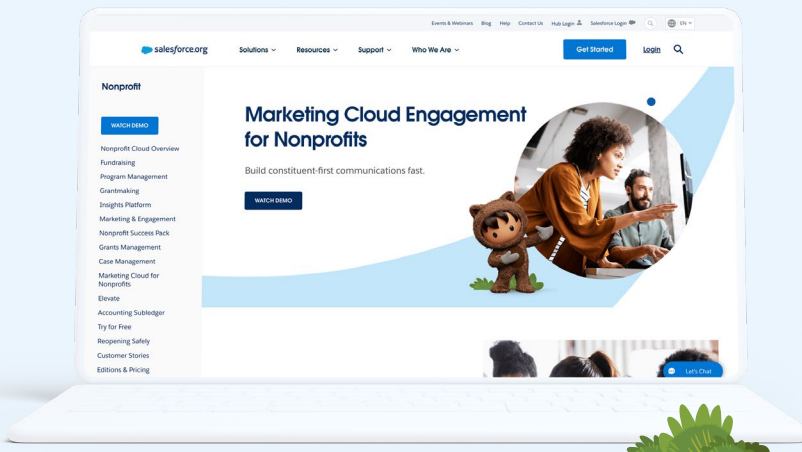 Events & Webinars Blog Help Contact Us Hub Login Salesforce Login EN
salesforce.org Solutions Resources Support Who We Are Get Started Login
Nonprofit
WATCH DEMO
Nonprofit Cloud Overview
Fundraising
Program Management
Grantmaking
Insights Platform
Marketing & Engagement
Nonprofit Success Pack
Grants Management
Case Management
Marketing Cloud for
Nonprofits
Elevate
Accounting Subledger
Try for Free
Reopening Safely
Customer Stories
Editions & Pricing
Marketing Cloud Engagement
for Nonprofits
Build constituent-first communications fast.
WATCH DEMO
Let's Chat